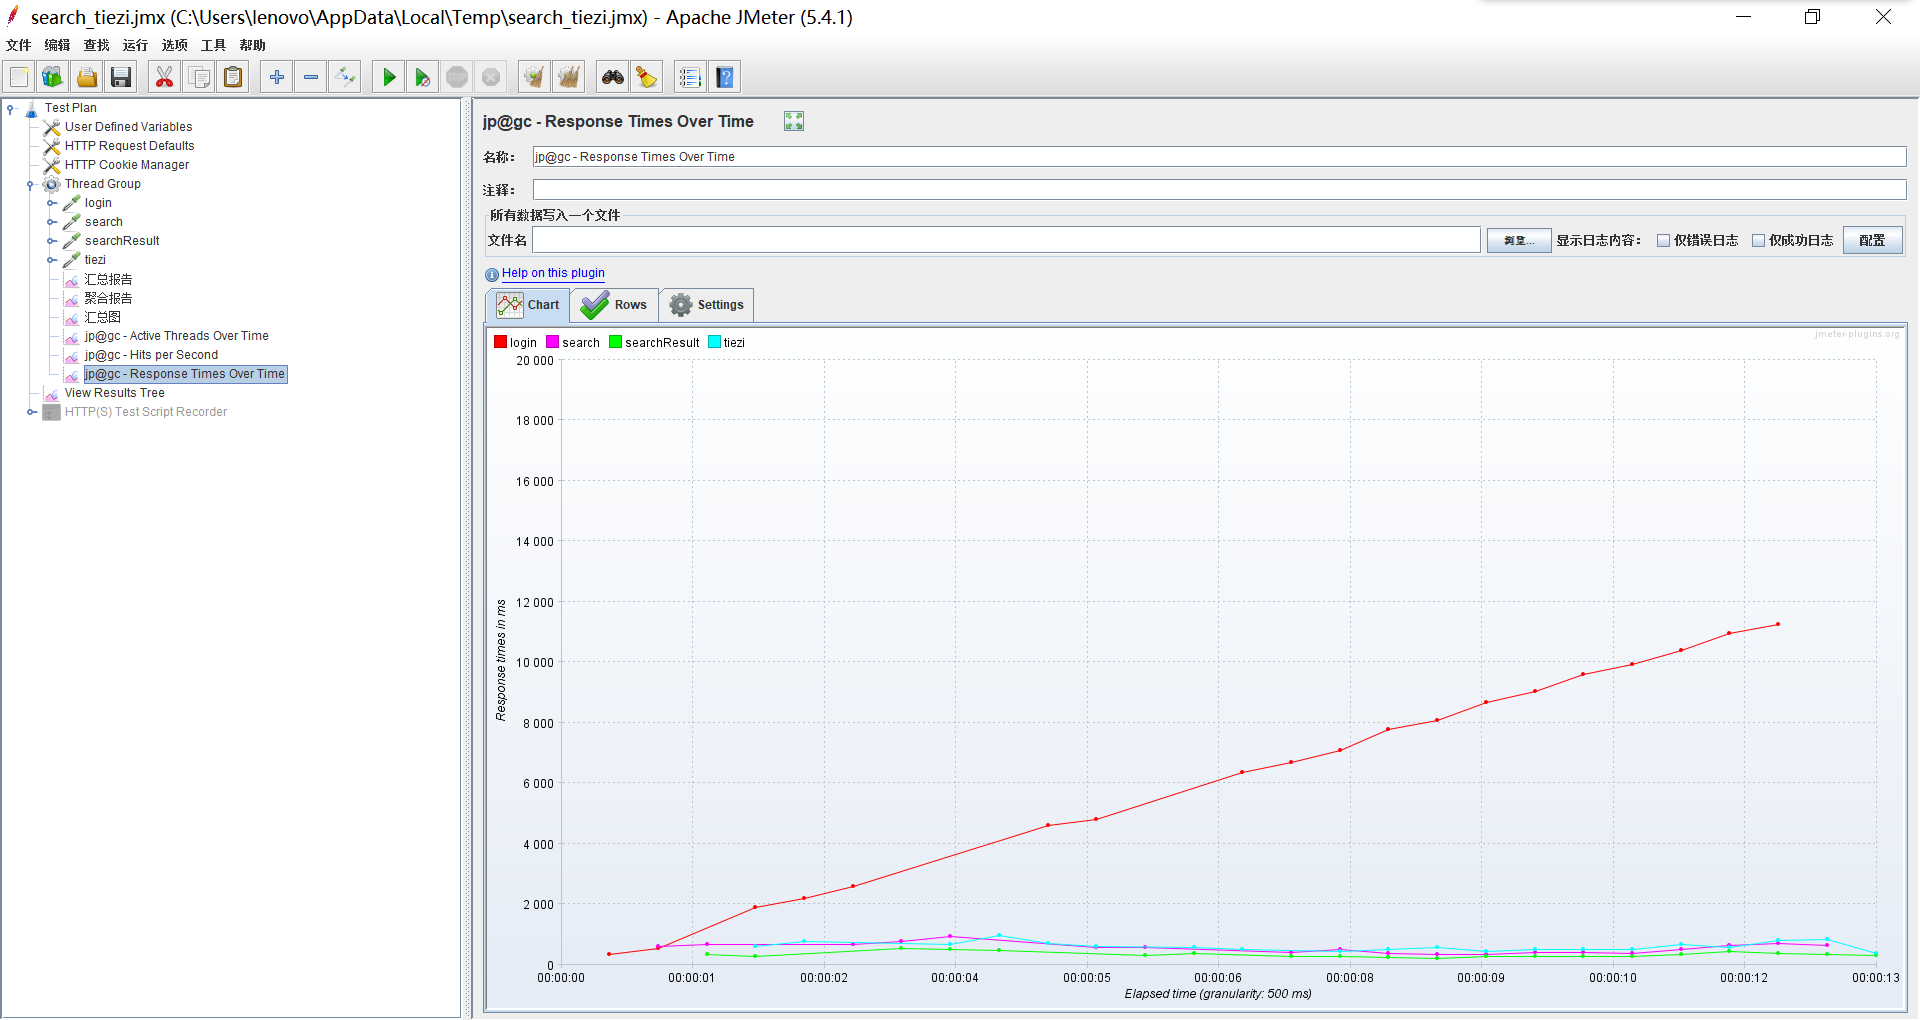 search_tiezi.jmx (C:\Users\lenovo\AppData\Local\Temp\search_tiezi.jmx) - Apache JMeter (5.4.1)
文件 编辑 查找 运行 选项 工具 帮助
STOP
Test Plan
User Defined Variables
HTTP Request Defaults
HTTP Cookie Manager
Thread Group
login
search
searchResult
tiezi
汇总报告
聚合报告
汇总图
jp@gc - Active Threads Over Time
jp@gc - Hits per Second
jp@gc - Response Times Over Time
View Results Tree
HTTP(S) Test Script Recorder
jp@gc - Response Times Over Time
名称： jp@gc - Response Times Over Time
注释：
所有数据写入一个文件
文件名 浏览... 显示日志内容： 仅错误日志 仅成功日志 配置
Help on this plugin
Chart Rows Settings
login search searchResult tiezi
jmeter-plugins.org
20 000
18 000
16 000
14 000
12 000
10 000
8 000
6 000
4 000
2 000
0
Response times in ms
00:00:00 00:00:01 00:00:02 00:00:04 00:00:05 00:00:06 00:00:08 00:00:09 00:00:10 00:00:12 00:00:13
Elapsed time (granularity: 500 ms)